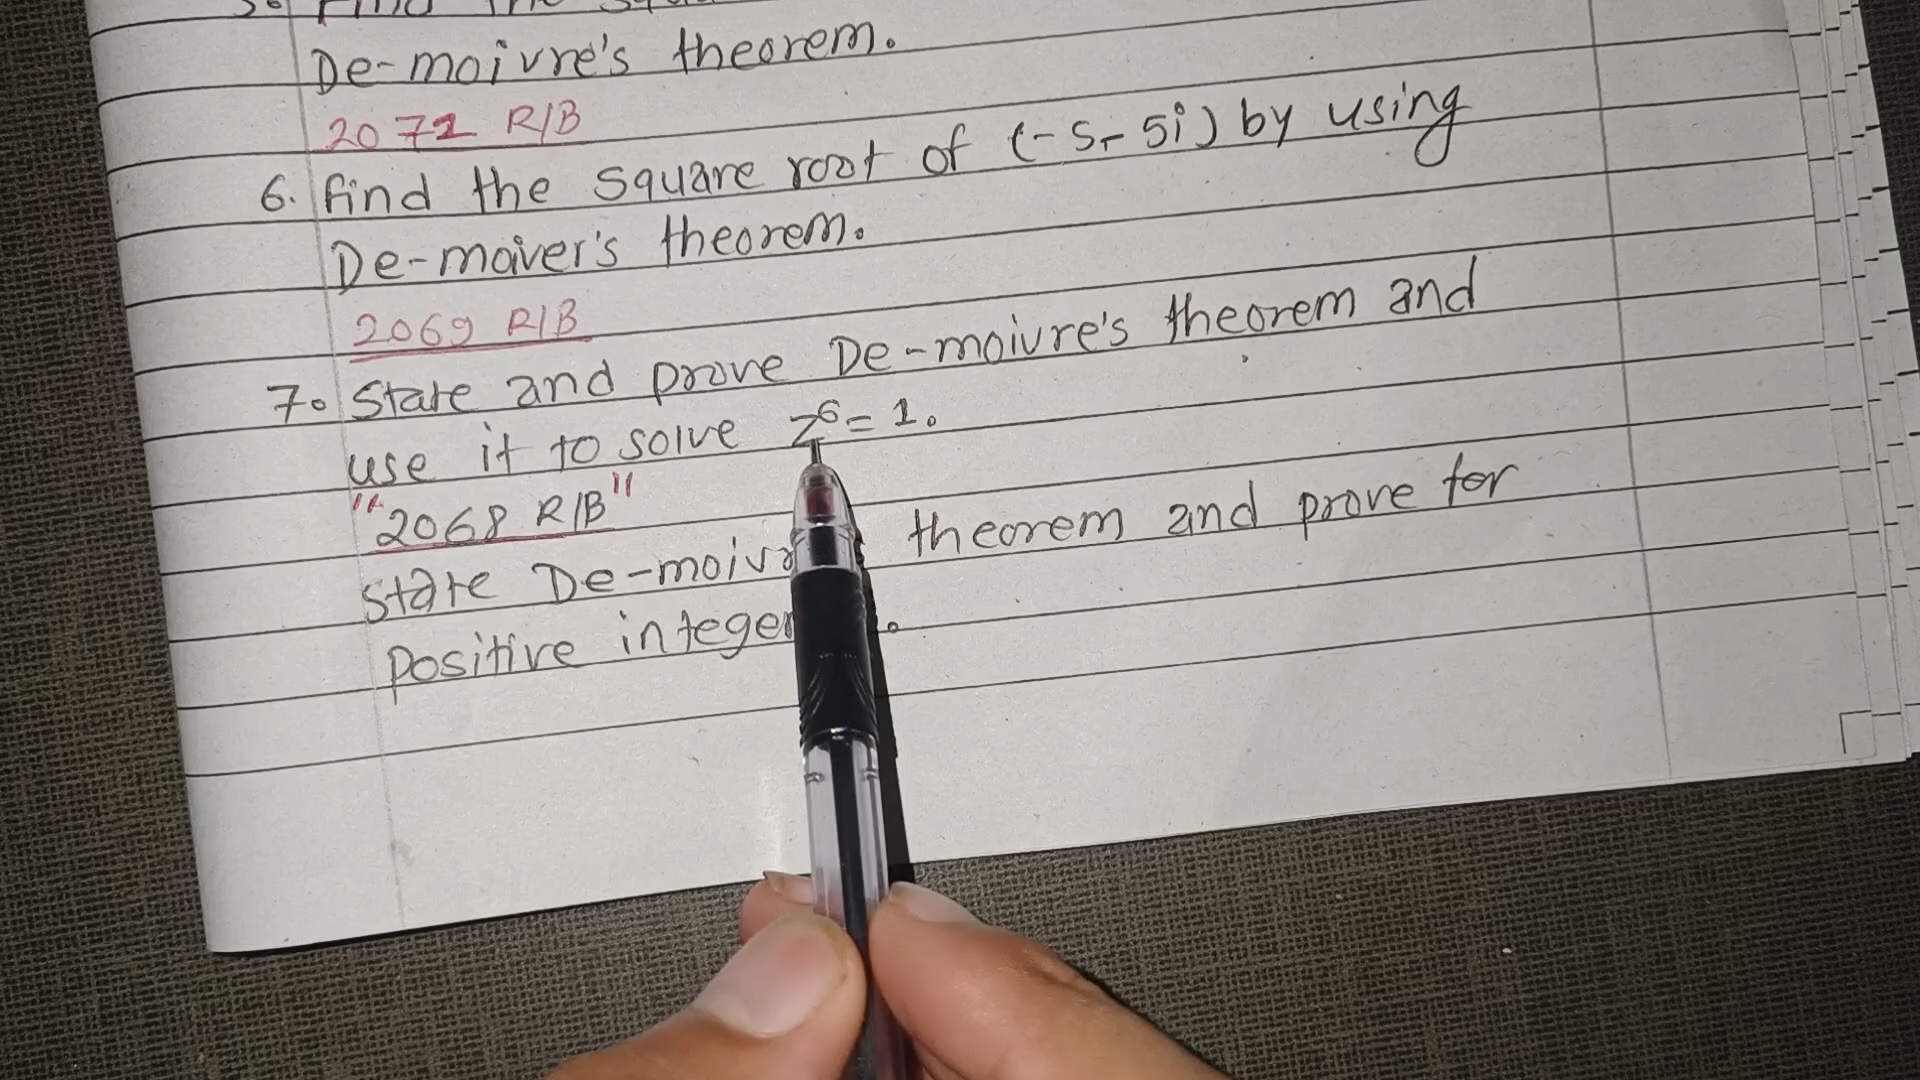 De-moivre's theorem.
2071 R/B
6. find the square root of (-5-5i) by using
De-moiver's theorem.
2069 R/B
7. State and prove De-moivre's theorem and
use it to solve z⁶ = 1.
"2068 R/B"
state De-moiv theorem and prove for
positive integer .